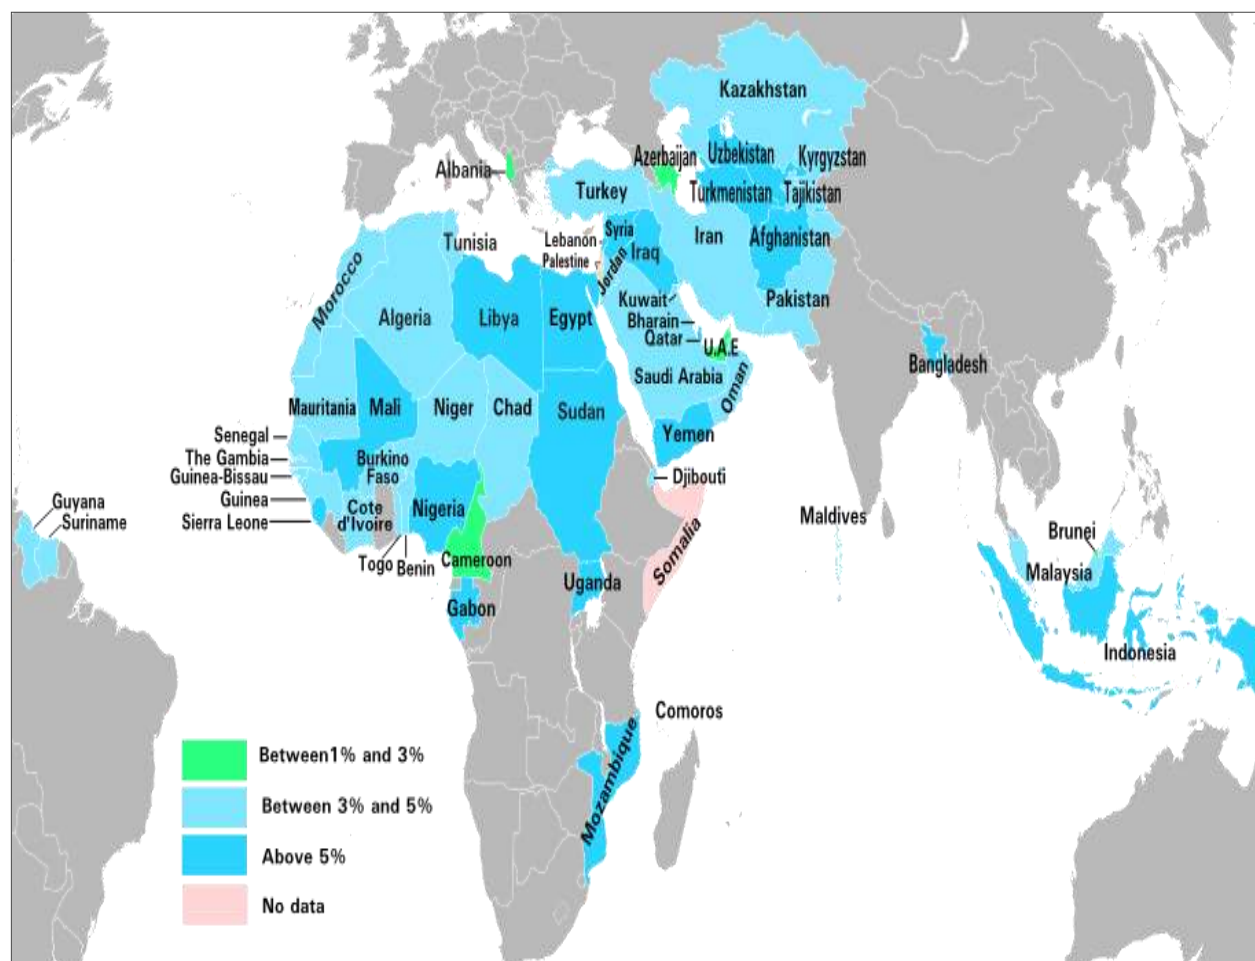 Kazakhstan
Azerbaijan
Uzbekistan
Kyrgyzstan
Albania
Turkey
Turkmenistan
Tajikistan
Tunisia
Lebanon
Syria
Iran
Afghanistan
Palestine
Iraq
Jordan
Morocco
Algeria
Libya
Egypt
Kuwait
Pakistan
Bharain
Qatar
U.A.E
Bangladesh
Saudi Arabia
Oman
Mauritania
Mali
Niger
Chad
Sudan
Yemen
Senegal
The Gambia
Burkino
Faso
Guinea-Bissau
Djibouti
Guinea
Cote
d'Ivoire
Nigeria
Guyana
Suriname
Sierra Leone
Maldives
Brunei
Togo
Benin
Cameroon
Somalia
Malaysia
Uganda
Gabon
Indonesia
Comoros
Mozambique
Between1% and 3%
Between 3% and 5%
Above 5%
No data